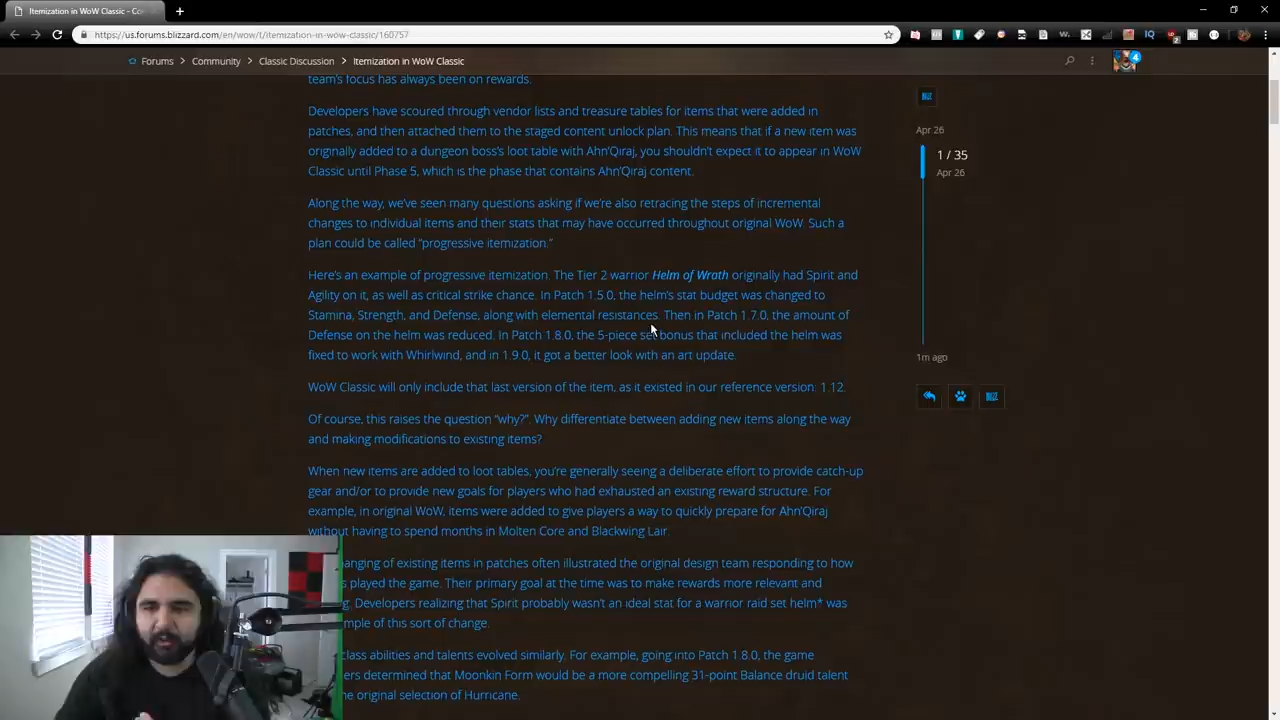 Itemization in WoW Classic - Co
https://us.forums.blizzard.com/en/wow/t/itemization-in-wow-classic/160757
Forums > Community > Classic Discussion > Itemization in WoW Classic
4
team's focus has always been on rewards.
Developers have scoured through vendor lists and treasure tables for items that were added in
patches, and then attached them to the staged content unlock plan. This means that if a new item was
originally added to a dungeon boss's loot table with Ahn'Qiraj, you shouldn't expect it to appear in WoW
Classic until Phase 5, which is the phase that contains Ahn'Qiraj content.
Along the way, we've seen many questions asking if we're also retracing the steps of incremental
changes to individual items and their stats that may have occurred throughout original WoW. Such a
plan could be called "progressive itemization."
Here's an example of progressive itemization. The Tier 2 warrior Helm of Wrath originally had Spirit and
Agility on it, as well as critical strike chance. In Patch 1.5.0, the helm's stat budget was changed to
Stamina, Strength, and Defense, along with elemental resistances. Then in Patch 1.7.0, the amount of
Defense on the helm was reduced. In Patch 1.8.0, the 5-piece set bonus that included the helm was
fixed to work with Whirlwind, and in 1.9.0, it got a better look with an art update.
WoW Classic will only include that last version of the item, as it existed in our reference version: 1.12.
Of course, this raises the question "why?". Why differentiate between adding new items along the way
and making modifications to existing items?
When new items are added to loot tables, you're generally seeing a deliberate effort to provide catch-up
gear and/or to provide new goals for players who had exhausted an existing reward structure. For
example, in original WoW, items were added to give players a way to quickly prepare for Ahn'Qiraj
without having to spend months in Molten Core and Blackwing Lair.
anging of existing items in patches often illustrated the original design team responding to how
s played the game. Their primary goal at the time was to make rewards more relevant and
g. Developers realizing that Spirit probably wasn't an ideal stat for a warrior raid set helm* was
mple of this sort of change.
lass abilities and talents evolved similarly. For example, going into Patch 1.8.0, the game
ers determined that Moonkin Form would be a more compelling 31-point Balance druid talent
he original selection of Hurricane.
BLIZZ
Apr 26
1 / 35
Apr 26
1m ago
BLIZZ